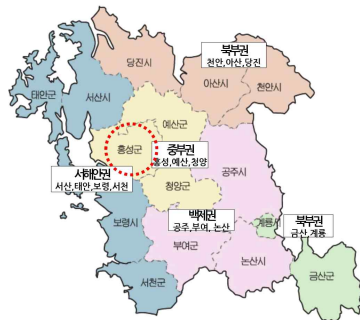 북부권
천안,아산,당진
당진시
아산시
천안시
태안군
서산시
예산군
홍성군
중부권
홍성,예산,청양
서해안권
서산,태안,보령,서천
공주시
청양군
보령시
백제권
공주,부여,논산
북부권
금산,계룡
계룡시
부여군
논산시
서천군
금산군